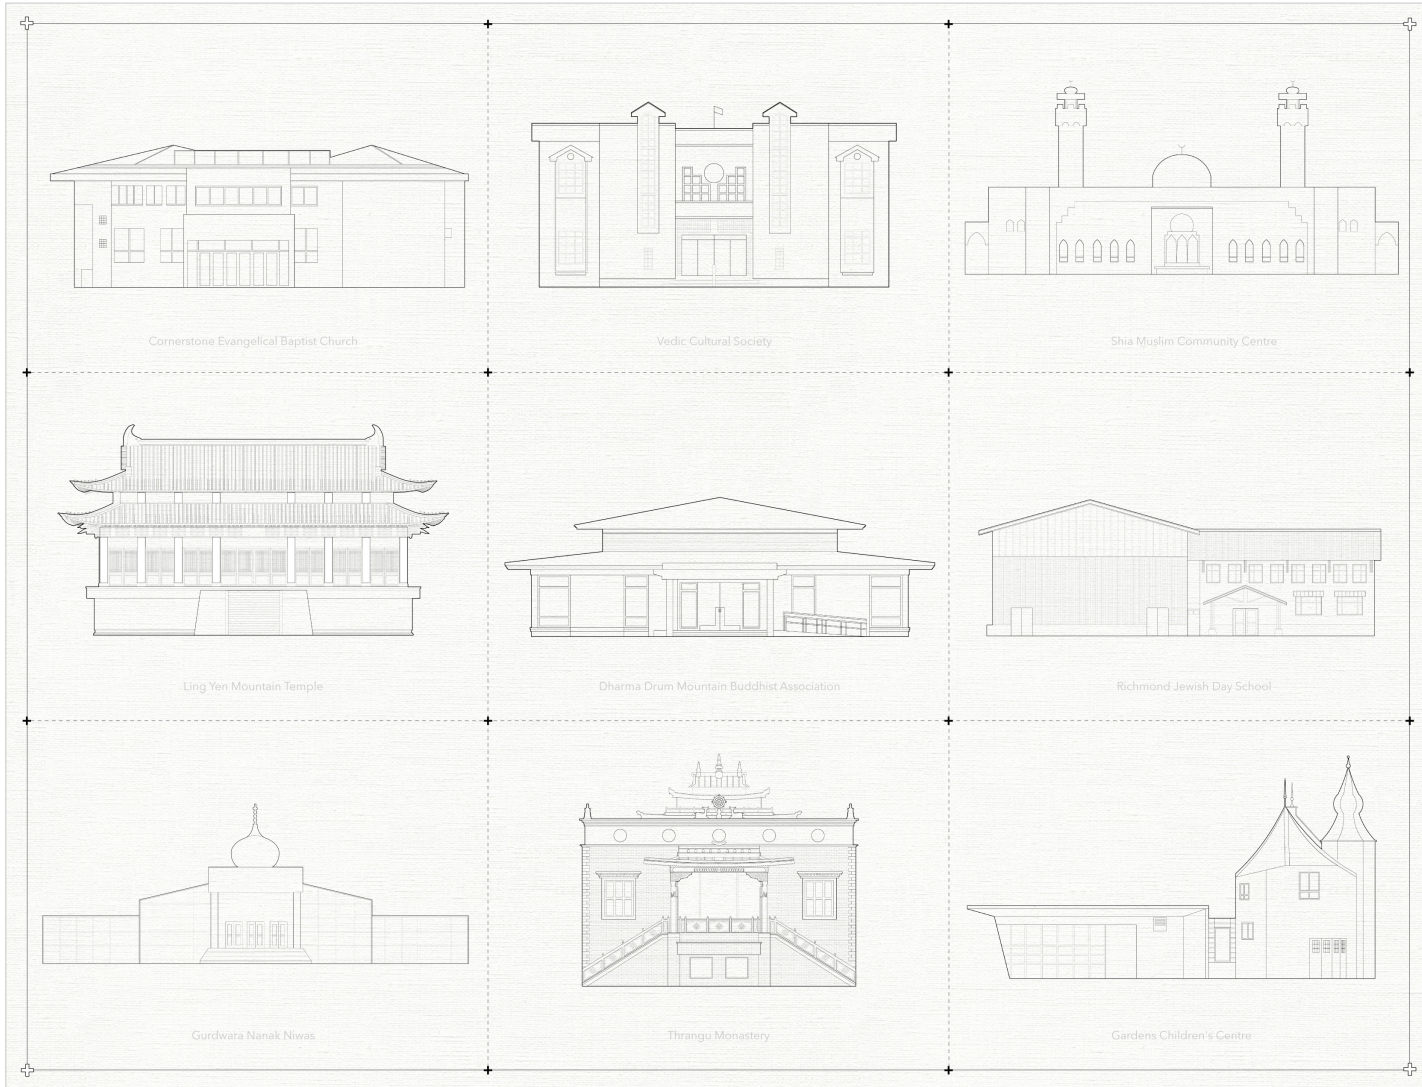 Cornerstone Evangelical Baptist Church
Vedic Cultural Society
Shia Muslim Community Centre
Ling Yen Mountain Temple
Dharma Drum Mountain Buddhist Association
Richmond Jewish Day School
Gurdwara Nanak Niwas
Thrangu Monastery
Gardens Children's Centre